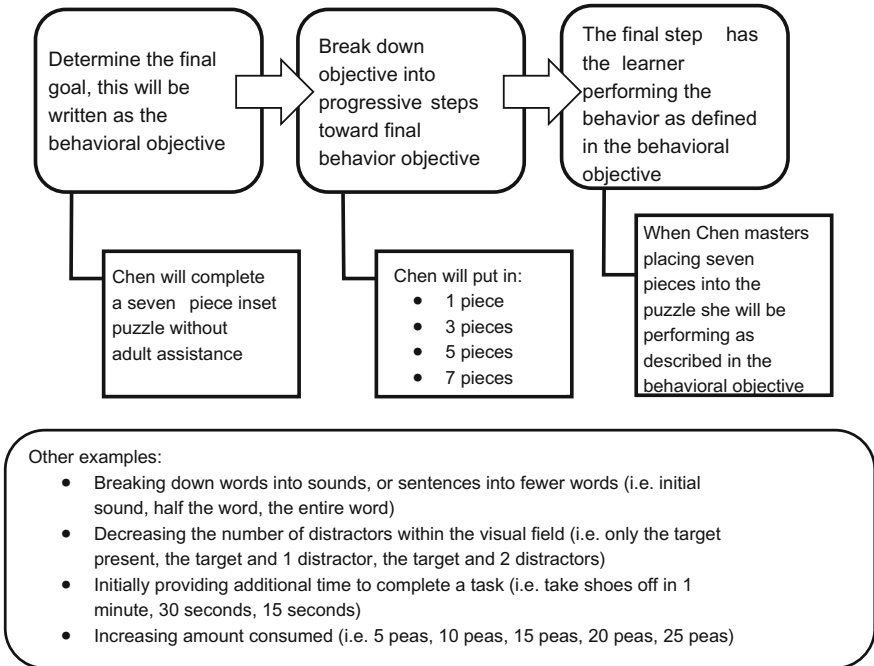 Determine the final
goal, this will be
written as the
behavioral objective
Break down
objective into
progressive steps
toward final
behavior objective
The final step has
the learner
performing the
behavior as defined
in the behavioral
objective
Chen will complete
a seven piece inset
puzzle without
adult assistance
Chen will put in:
• 1 piece
• 3 pieces
• 5 pieces
• 7 pieces
When Chen masters
placing seven
pieces into the
puzzle she will be
performing as
described in the
behavioral objective
Other examples:
• Breaking down words into sounds, or sentences into fewer words (i.e. initial
sound, half the word, the entire word)
• Decreasing the number of distractors within the visual field (i.e. only the target
present, the target and 1 distractor, the target and 2 distractors)
• Initially providing additional time to complete a task (i.e. take shoes off in 1
minute, 30 seconds, 15 seconds)
• Increasing amount consumed (i.e. 5 peas, 10 peas, 15 peas, 20 peas, 25 peas)